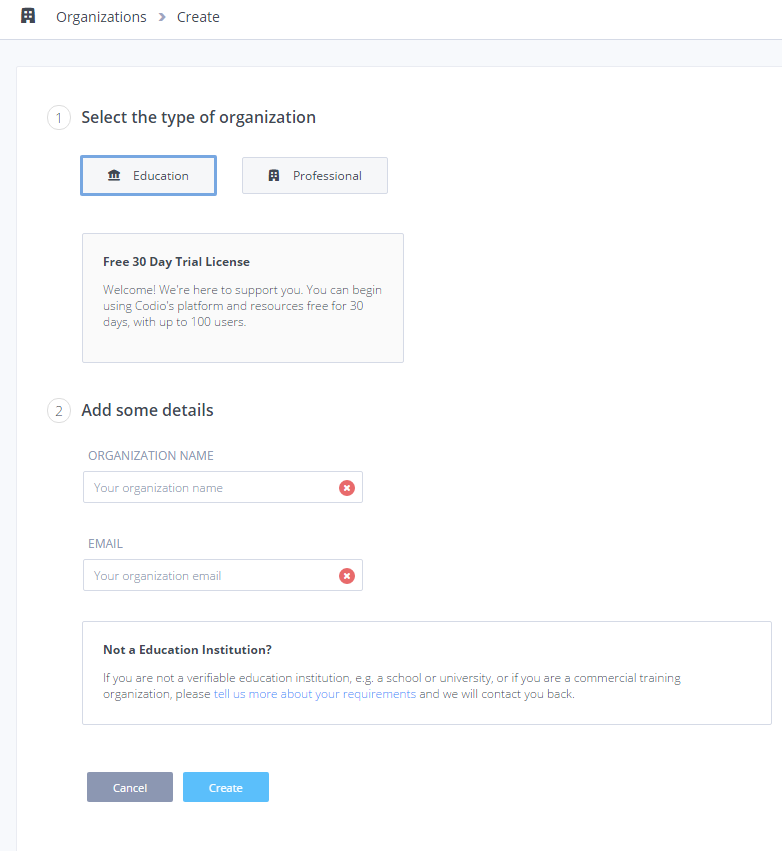 Organizations > Create
1 Select the type of organization
Education Professional
Free 30 Day Trial License
Welcome! We're here to support you. You can begin
using Codio's platform and resources free for 30
days, with up to 100 users.
2 Add some details
ORGANIZATION NAME
Your organization name
EMAIL
Your organization email
Not a Education Institution?
If you are not a verifiable education institution, e.g. a school or university, or if you are a commercial training
organization, please tell us more about your requirements and we will contact you back.
Cancel Create